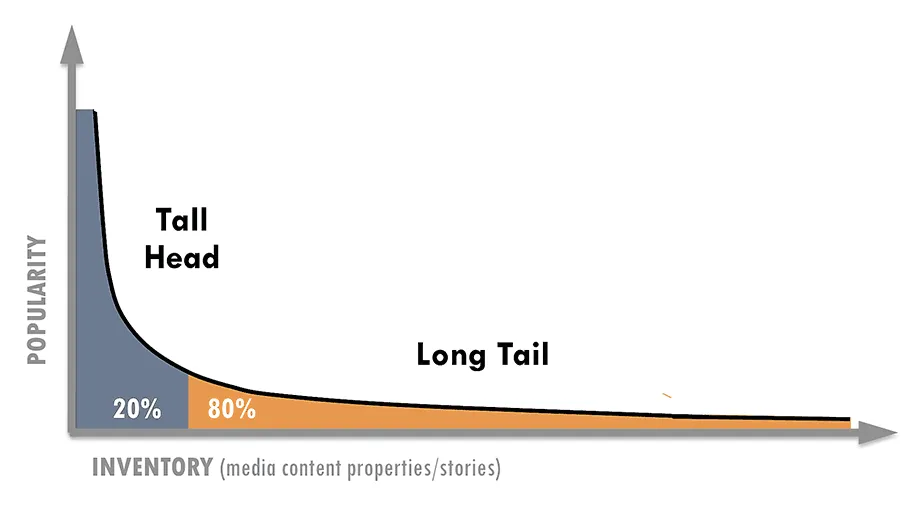 Tall
Head
POPULARITY
Long Tail
20% 80%
INVENTORY (media content properties/stories)